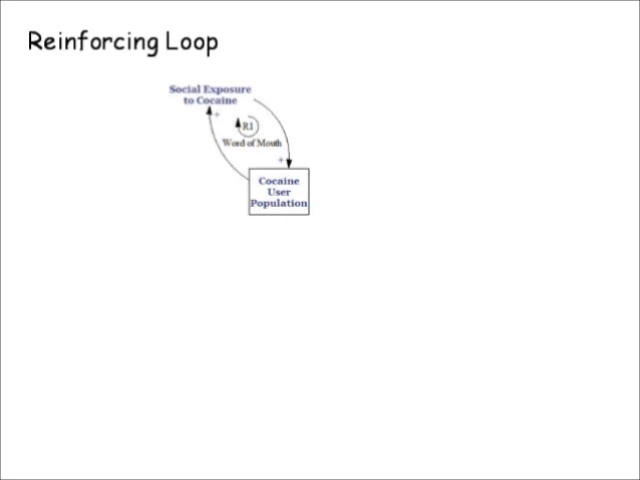 Reinforcing Loop
Social Exposure
to Cocaine
+
R1
Word of Mouth
+
Cocaine
User
Population